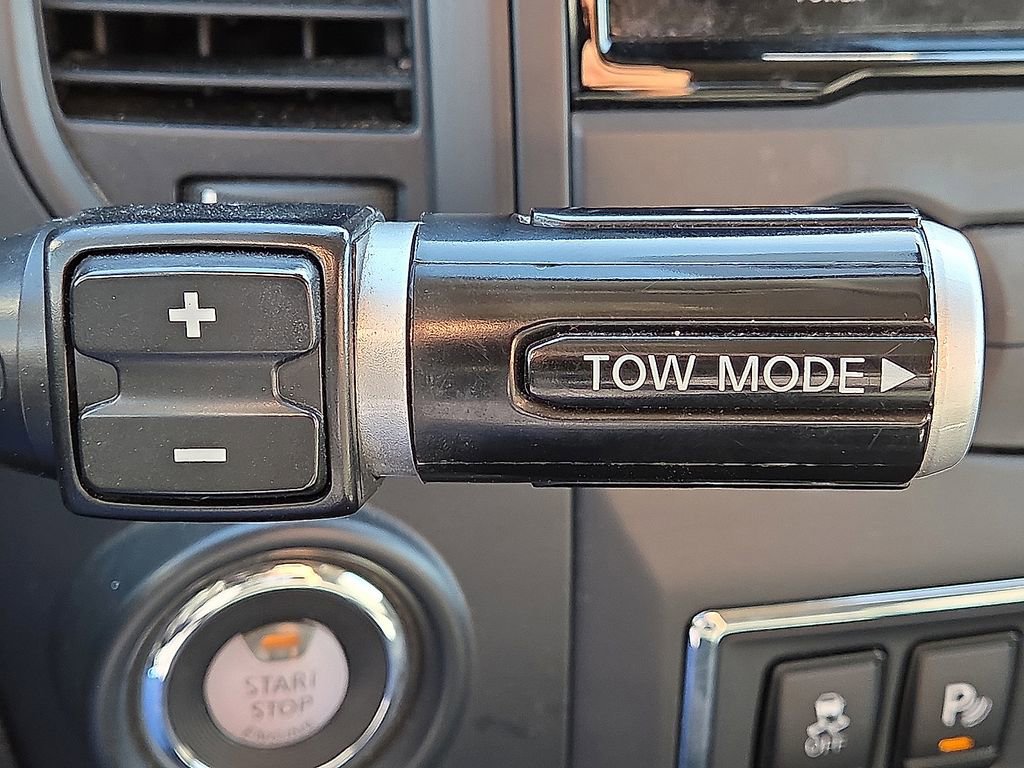 +
TOW MODE ▶
−
START
STOP
OFF
P